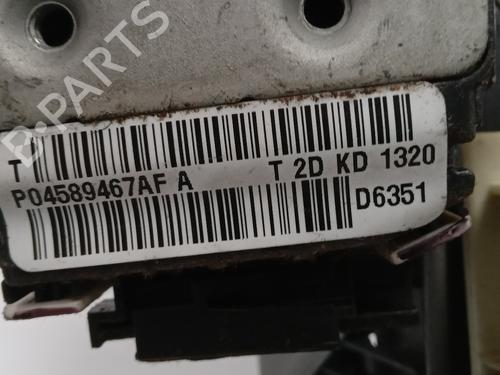 B-PARTS
T
P04589467AF A T 2D KD 1320
D6351